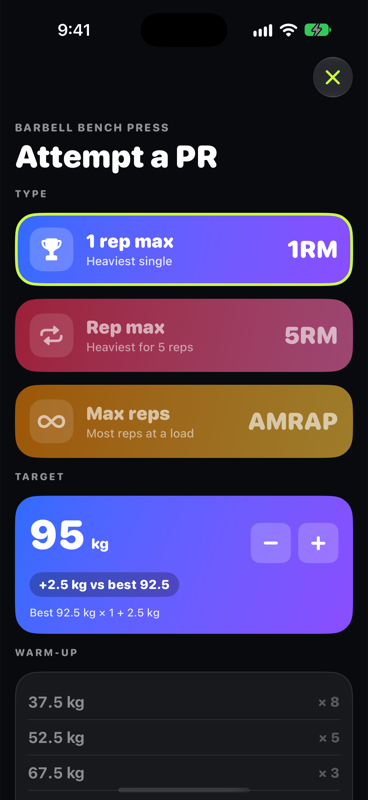 9:41
BARBELL BENCH PRESS
Attempt a PR
TYPE
1 rep max
Heaviest single
1RM
Rep max
Heaviest for 5 reps
5RM
Max reps
Most reps at a load
AMRAP
TARGET
95 kg
+2.5 kg vs best 92.5
Best 92.5 kg × 1 + 2.5 kg
WARM-UP
37.5 kg × 8
52.5 kg × 5
67.5 kg × 3